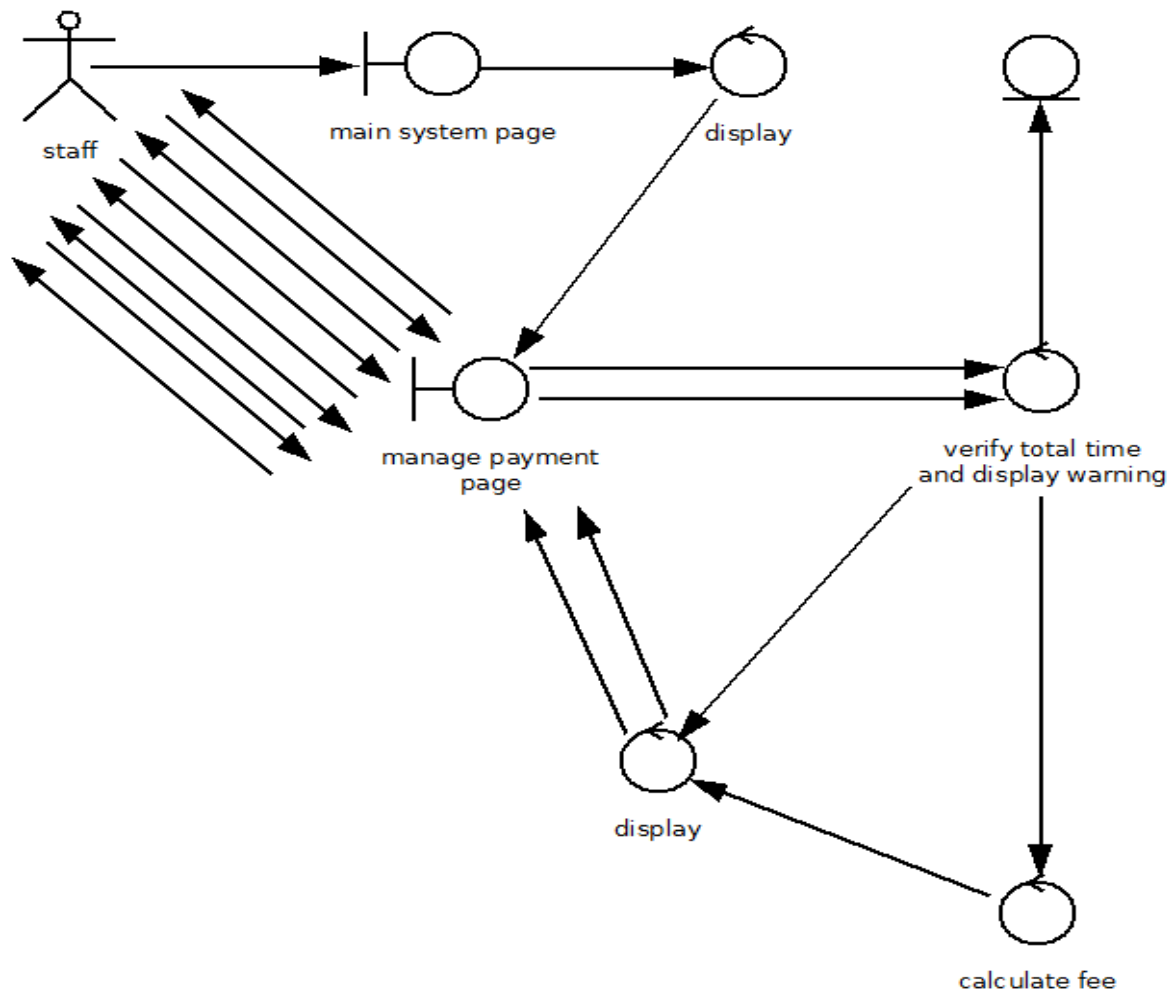 main system page
display
staff
verify total time
and display warning
manage payment
page
display
calculate fee